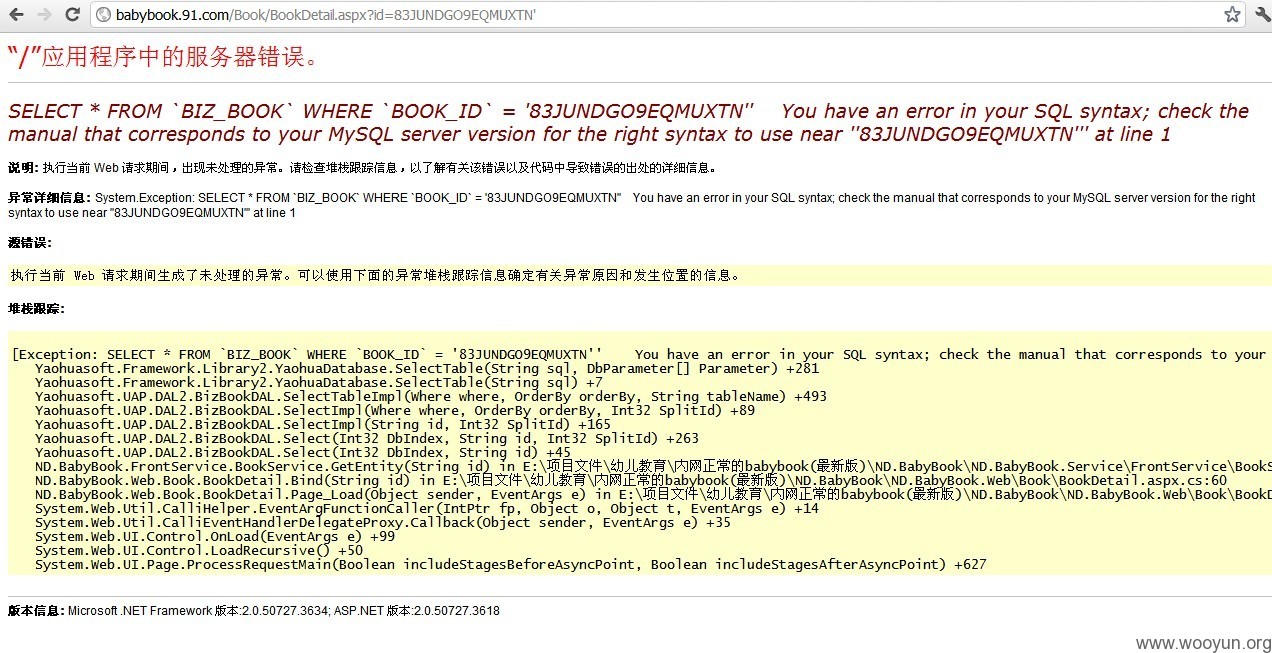 babybook.91.com/Book/BookDetail.aspx?id=83JUNDGO9EQMUXTN'
“/”应用程序中的服务器错误。
SELECT * FROM `BIZ_BOOK` WHERE `BOOK_ID` = '83JUNDGO9EQMUXTN'' You have an error in your SQL syntax; check the
manual that corresponds to your MySQL server version for the right syntax to use near ''83JUNDGO9EQMUXTN''' at line 1
说明: 执行当前 Web 请求期间，出现未处理的异常。请检查堆栈跟踪信息，以了解有关该错误以及代码中导致错误的出处的详细信息。
异常详细信息: System.Exception: SELECT * FROM `BIZ_BOOK` WHERE `BOOK_ID` = '83JUNDGO9EQMUXTN'' You have an error in your SQL syntax; check the manual that corresponds to your MySQL server version for the right
syntax to use near ''83JUNDGO9EQMUXTN''' at line 1
源错误:
执行当前 Web 请求期间生成了未处理的异常。可以使用下面的异常堆栈跟踪信息确定有关异常原因和发生位置的信息。
堆栈跟踪:
[Exception: SELECT * FROM `BIZ_BOOK` WHERE `BOOK_ID` = '83JUNDGO9EQMUXTN'' You have an error in your SQL syntax; check the manual that corresponds to your
Yaohuasoft.Framework.Library2.YaohuaDatabase.SelectTable(String sql, DbParameter[] Parameter) +281
Yaohuasoft.Framework.Library2.YaohuaDatabase.SelectTable(String sql) +7
Yaohuasoft.UAP.DAL2.BizBookDAL.SelectTableImpl(Where where, OrderBy orderBy, String tableName) +493
Yaohuasoft.UAP.DAL2.BizBookDAL.SelectImpl(Where where, OrderBy orderBy, Int32 SplitId) +89
Yaohuasoft.UAP.DAL2.BizBookDAL.SelectImpl(String id, Int32 SplitId) +165
Yaohuasoft.UAP.DAL2.BizBookDAL.Select(Int32 DbIndex, String id, Int32 SplitId) +263
Yaohuasoft.UAP.DAL2.BizBookDAL.Select(Int32 DbIndex, String id) +45
ND.BabyBook.FrontService.BookService.GetEntity(String id) in E:\项目文件\幼儿教育\内网正常的babybook(最新版)\ND.BabyBook\ND.BabyBook.Service\FrontService\BookS
ND.BabyBook.Web.Book.BookDetail.Bind(String id) in E:\项目文件\幼儿教育\内网正常的babybook(最新版)\ND.BabyBook\ND.BabyBook.Web\Book\BookDetail.aspx.cs:60
ND.BabyBook.Web.Book.BookDetail.Page_Load(Object sender, EventArgs e) in E:\项目文件\幼儿教育\内网正常的babybook(最新版)\ND.BabyBook\ND.BabyBook.Web\Book\BookD
System.Web.Util.CalliHelper.EventArgFunctionCaller(IntPtr fp, Object o, Object t, EventArgs e) +14
System.Web.Util.CalliEventHandlerDelegateProxy.Callback(Object sender, EventArgs e) +35
System.Web.UI.Control.OnLoad(EventArgs e) +99
System.Web.UI.Control.LoadRecursive() +50
System.Web.UI.Page.ProcessRequestMain(Boolean includeStagesBeforeAsyncPoint, Boolean includeStagesAfterAsyncPoint) +627
版本信息: Microsoft .NET Framework 版本:2.0.50727.3634; ASP.NET 版本:2.0.50727.3618
www.wooyun.org